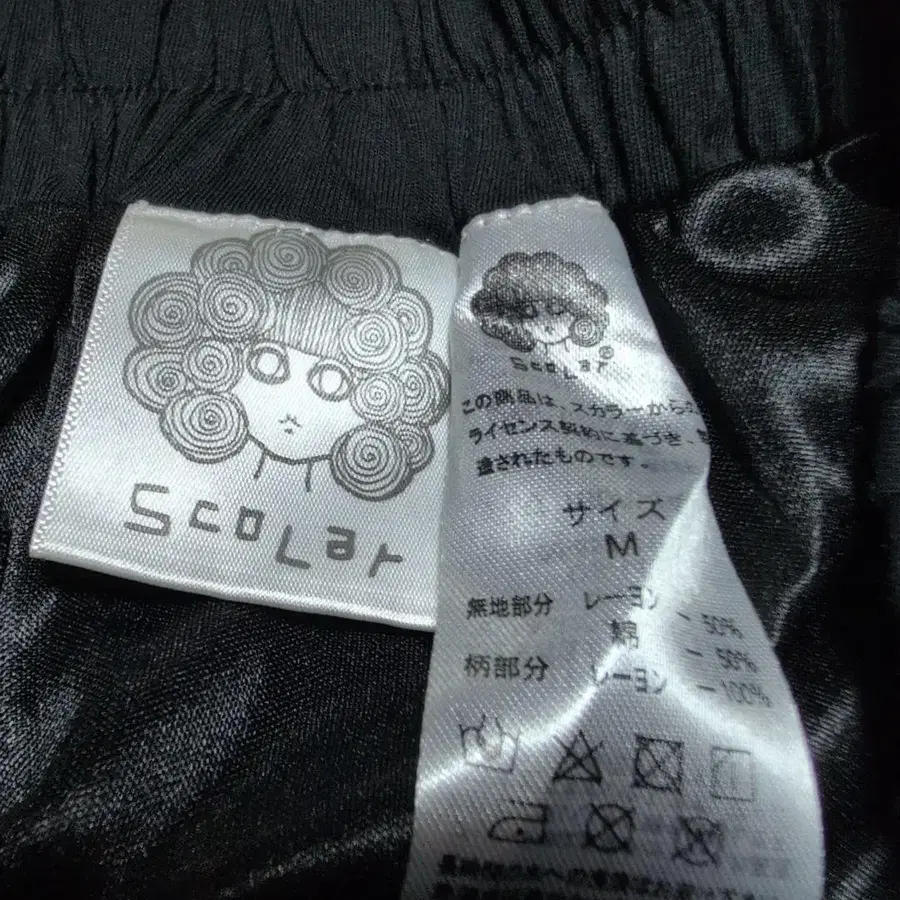 ScoLar
ScoLar
この商品は、スカラーから
ライセンス契約に基づき、製
造されたものです。
サイズ
M
無地部分 レーヨン - 50%
綿 - 50%
柄部分 レーヨン - 100%